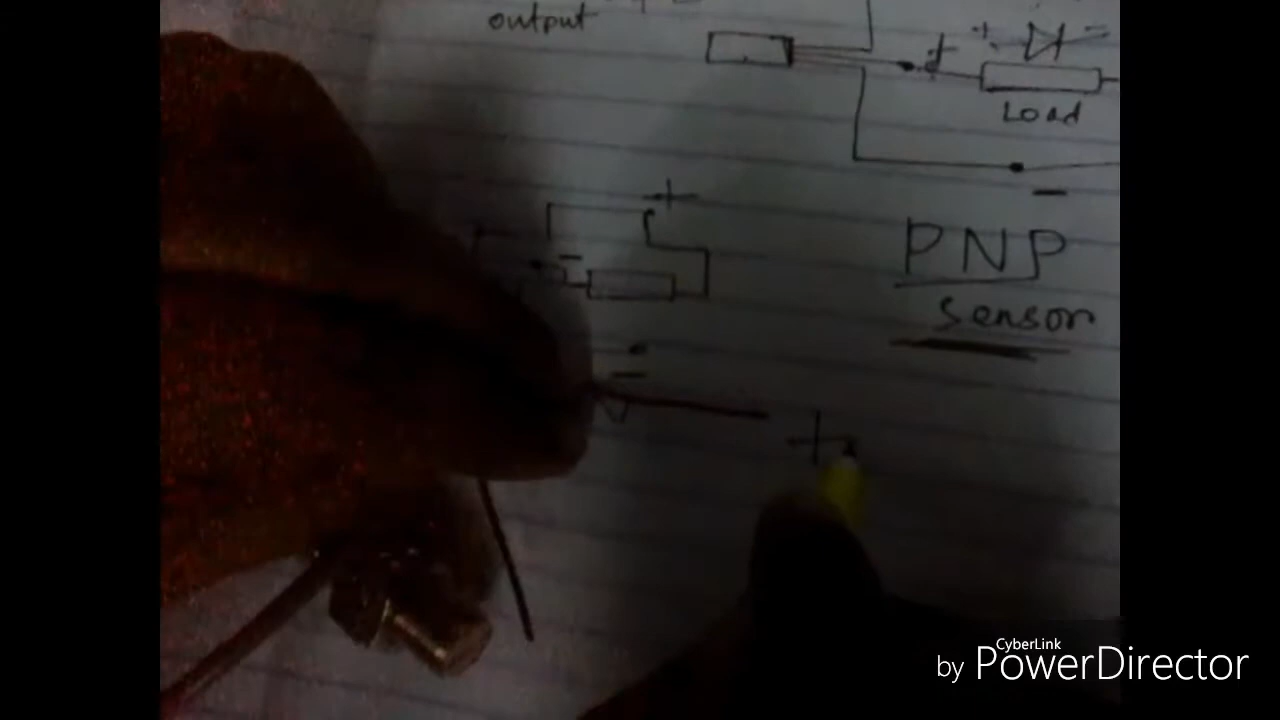 output
+ -
Load
-
+
PNP
Sensor
-
-
+
CyberLink
by PowerDirector